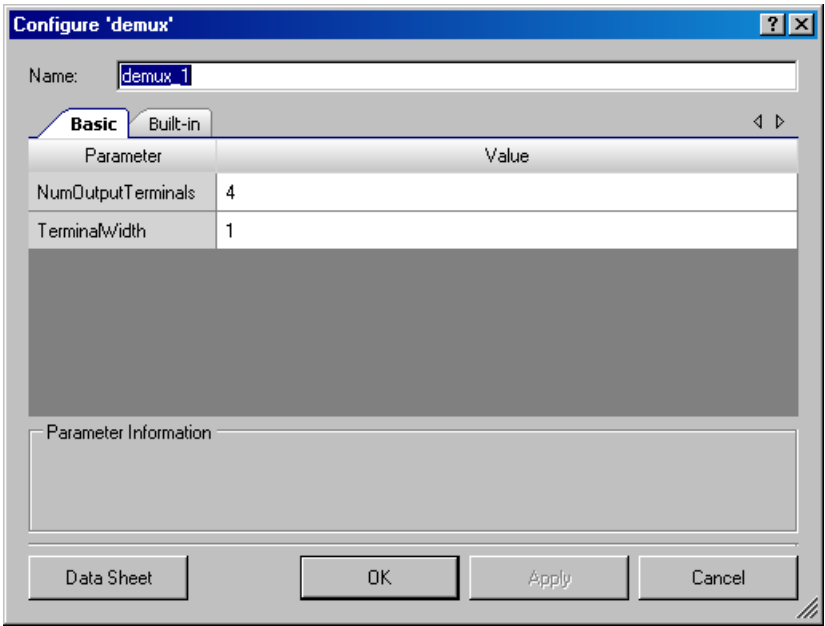 Configure 'demux'
Name: demux_1
Basic Built-in
Parameter Value
NumOutputTerminals 4
TerminalWidth 1
Parameter Information
Data Sheet OK Apply Cancel